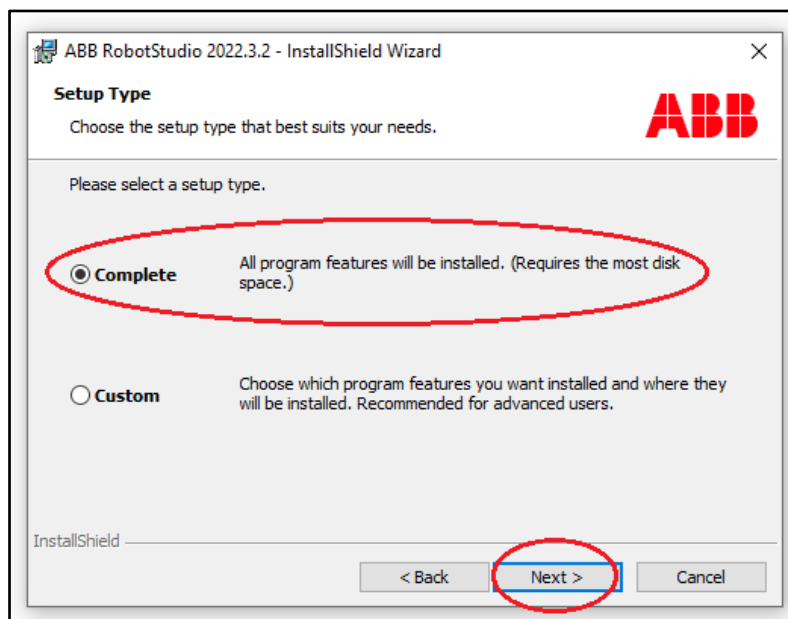 ABB RobotStudio 2022.3.2 - InstallShield Wizard
Setup Type
Choose the setup type that best suits your needs.
ABB
Please select a setup type.
Complete
All program features will be installed. (Requires the most disk
space.)
Custom
Choose which program features you want installed and where they
will be installed. Recommended for advanced users.
InstallShield
< Back
Next >
Cancel